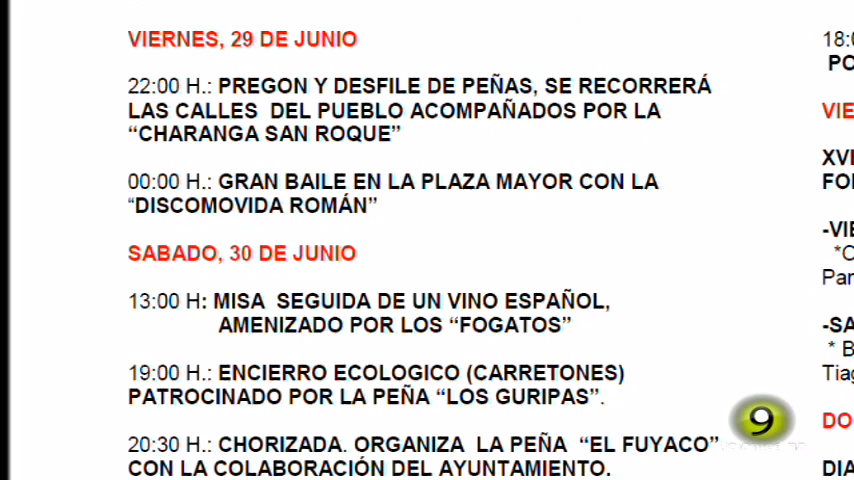 VIERNES, 29 DE JUNIO
22:00 H.: PREGON Y DESFILE DE PEÑAS, SE RECORRERÁ
LAS CALLES DEL PUEBLO ACOMPAÑADOS POR LA
“CHARANGA SAN ROQUE”
00:00 H.: GRAN BAILE EN LA PLAZA MAYOR CON LA
“DISCOMOVIDA ROMÁN”
SABADO, 30 DE JUNIO
13:00 H: MISA SEGUIDA DE UN VINO ESPAÑOL,
AMENIZADO POR LOS “FOGATOS”
19:00 H.: ENCIERRO ECOLOGICO (CARRETONES)
PATROCINADO POR LA PEÑA “LOS GURIPAS”.
20:30 H.: CHORIZADA. ORGANIZA LA PEÑA “EL FUYACO”
CON LA COLABORACIÓN DEL AYUNTAMIENTO.
9